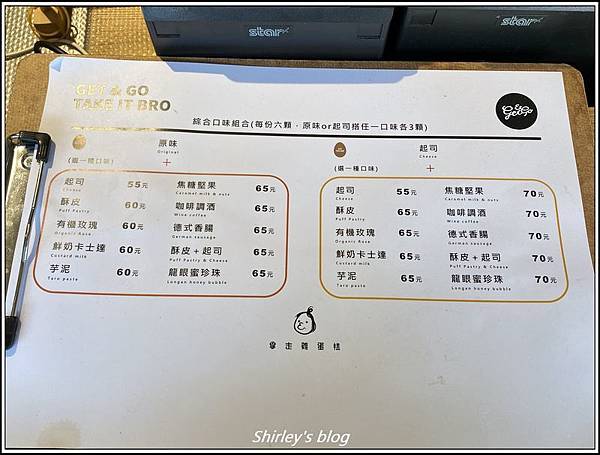 star
star
GET & GO
TAKE IT BRO
Get&Go
綜合口味組合(每份六顆，原味or起司搭任一口味各3顆)
原味
Original
(選一種口味)
+
起司 55元
Cheese
酥皮 60元
Puff Pastry
有機玫瑰 60元
Organic Rose
鮮奶卡士達 60元
Custard milk
芋泥 60元
Taro paste
焦糖堅果 65元
Caramel milk & nuts
咖啡調酒 65元
Wine coffee
德式香腸 65元
German sausage
酥皮+起司 65元
Puff Pastry & Cheese
龍眼蜜珍珠 65元
Longan honey bubble
起司
Cheese
(選一種口味)
+
原味 55元
Cheese
酥皮 65元
Puff Pastry
有機玫瑰 65元
Organic Rose
鮮奶卡士達 65元
Custard milk
芋泥 65元
Taro paste
焦糖堅果 70元
Caramel milk & nuts
咖啡調酒 70元
Wine coffee
德式香腸 70元
German sausage
酥皮+起司 70元
Puff Pastry & Cheese
龍眼蜜珍珠 70元
Longan honey bubble
拿走雞蛋糕
Shirley's blog